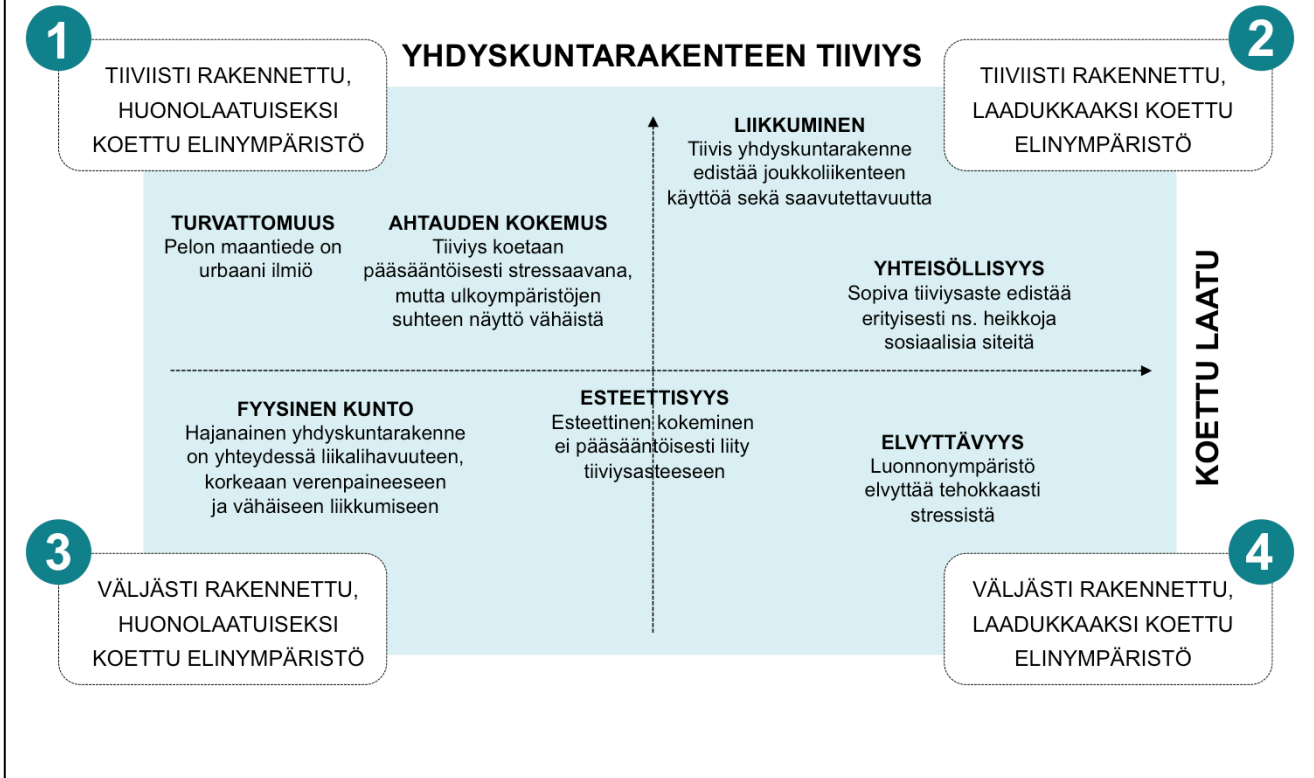 1
TIIVIISTI RAKENNETTU,
HUONOLAATUISEKSI
KOETTU ELINYMPÄRISTÖ
YHDYSKUNTARAKENTEEN TIIVIYS
2
TIIVIISTI RAKENNETTU,
LAADUKKAAKSI KOETTU
ELINYMPÄRISTÖ
LIIKKUMINEN
Tiivis yhdyskuntarakenne
edistää joukkoliikenteen
käyttöä sekä saavutettavuutta
TURVATTOMUUS
Pelon maantiede on
urbaani ilmiö
AHTAUDEN KOKEMUS
Tiiviys koetaan
pääsääntöisesti stressaavana,
mutta ulkoympäristöjen
suhteen näyttö vähäistä
YHTEISÖLLISYYS
Sopiva tiiviysaste edistää
erityisesti ns. heikkoja
sosiaalisia siteitä
KOETTU LAATU
FYYSINEN KUNTO
Hajanainen yhdyskuntarakenne
on yhteydessä liikalihavuuteen,
korkeaan verenpaineeseen
ja vähäiseen liikkumiseen
ESTEETTISYYS
Esteettinen kokeminen
ei pääsääntöisesti liity
tiiviysasteeseen
ELVYTTÄVYYS
Luonnonympäristö
elvyttää tehokkaasti
stressistä
3
VÄLJÄSTI RAKENNETTU,
HUONOLAATUISEKSI
KOETTU ELINYMPÄRISTÖ
4
VÄLJÄSTI RAKENNETTU,
LAADUKKAAKSI KOETTU
ELINYMPÄRISTÖ